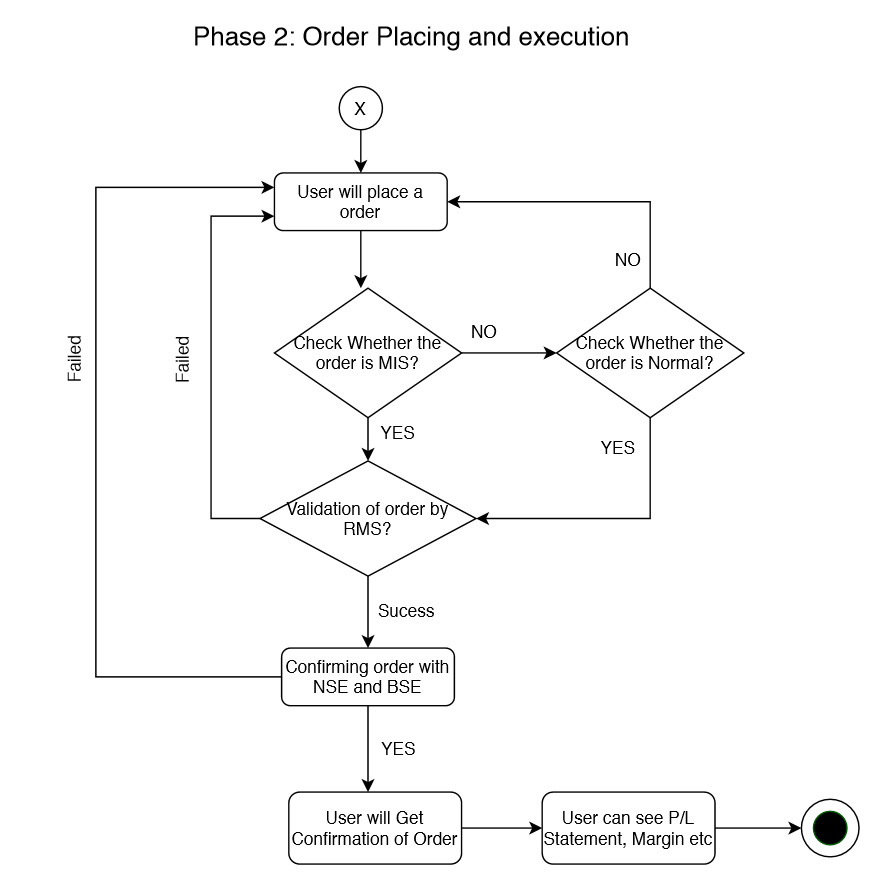 Phase 2: Order Placing and execution
X
User will place a
order
NO
Check Whether the
order is MIS?
NO
Check Whether the
order is Normal?
Failed
Failed
YES
YES
Validation of order by
RMS?
Sucess
Confirming order with
NSE and BSE
YES
User will Get
Confirmation of Order
User can see P/L
Statement, Margin etc